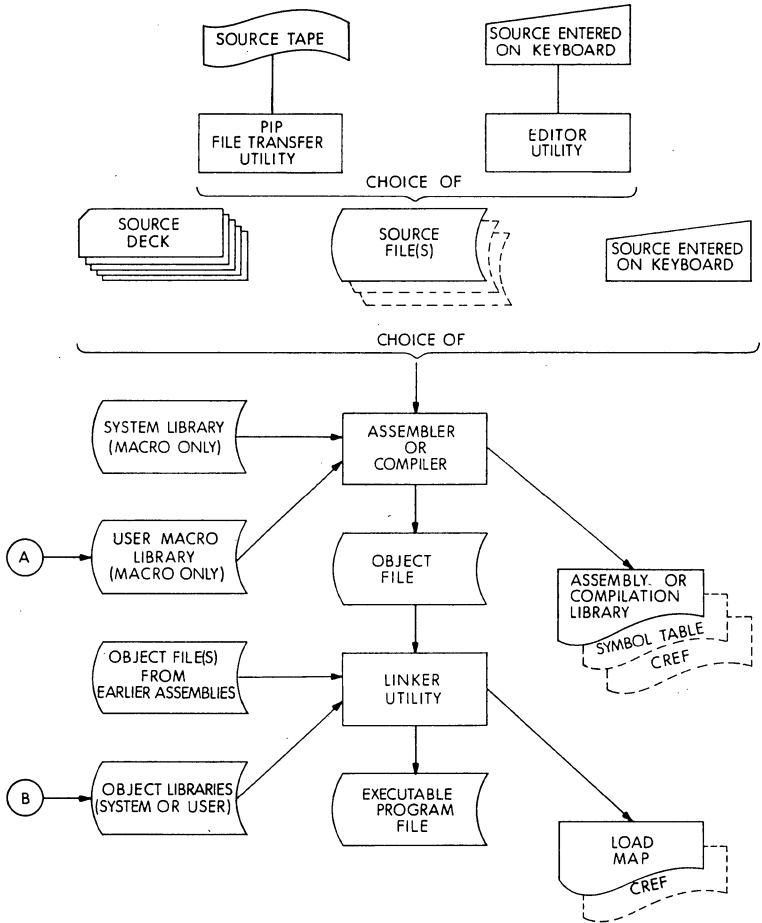 SOURCE TAPE
SOURCE ENTERED
ON KEYBOARD
PIP
FILE TRANSFER
UTILITY
EDITOR
UTILITY
CHOICE OF
SOURCE
DECK
SOURCE
FILE(S)
SOURCE ENTERED
ON KEYBOARD
CHOICE OF
SYSTEM LIBRARY
(MACRO ONLY)
ASSEMBLER
OR
COMPILER
A
USER MACRO
LIBRARY
(MACRO ONLY)
OBJECT
FILE
ASSEMBLY. OR
COMPILATION
LIBRARY
SYMBOL TABLE
CREF
OBJECT FILE(S)
FROM
EARLIER ASSEMBLIES
LINKER
UTILITY
B
OBJECT LIBRARIES
(SYSTEM OR USER)
EXECUTABLE
PROGRAM
FILE
LOAD
MAP
CREF